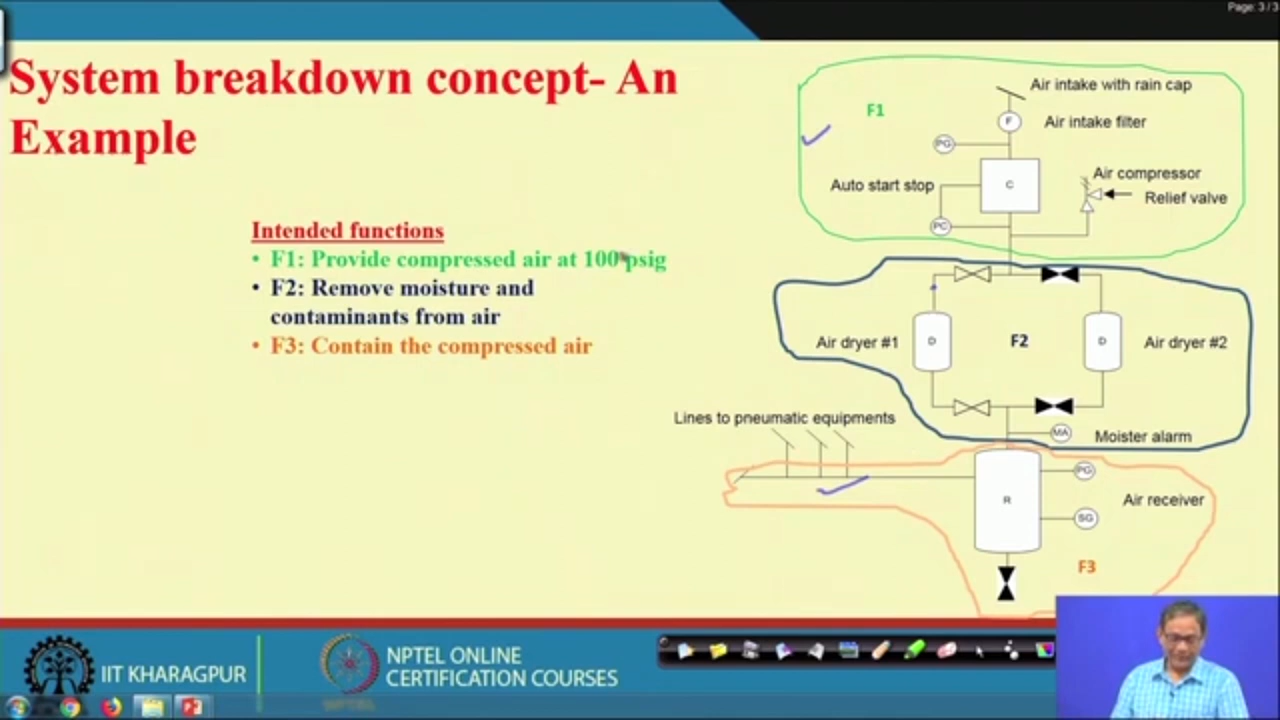 Page: 3 / 3
System breakdown concept- An
Example
Intended functions
• F1: Provide compressed air at 100 psig
• F2: Remove moisture and
contaminants from air
• F3: Contain the compressed air
F1
Air intake with rain cap
F
Air intake filter
PG
Auto start stop
C
Air compressor
Relief valve
PC
Air dryer #1
D
F2
D
Air dryer #2
Lines to pneumatic equipments
MA
Moister alarm
R
PG
Air receiver
SG
F3
IIT KHARAGPUR
NPTEL ONLINE
CERTIFICATION COURSES
NPTEL